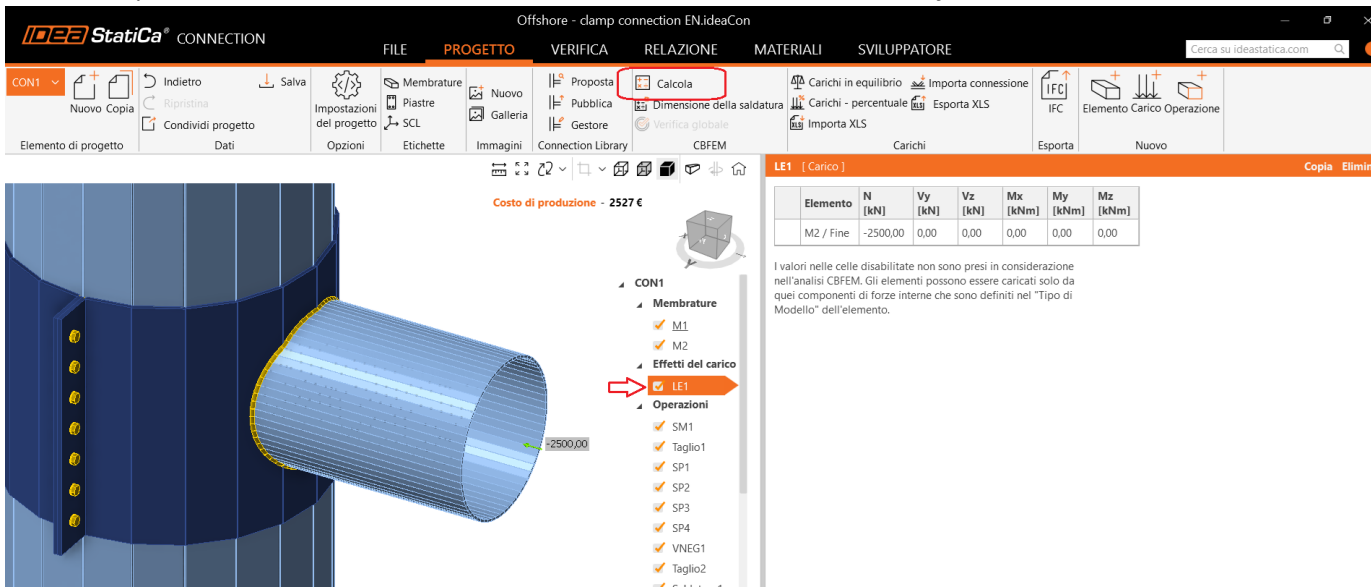 Offshore - clamp connection EN.ideaCon
IDEA StatiCa® CONNECTION
FILE PROGETTO VERIFICA RELAZIONE MATERIALI SVILUPPATORE
Cerca su ideastatica.com
CON1
Nuovo Copia
Elemento di progetto
Indietro Salva
Ripristina
Condividi progetto
Dati
Impostazioni
del progetto
Opzioni
Membrature
Piastre
SCL
Etichette
Nuovo
Galleria
Immagini
Proposta
Pubblica
Gestore
Connection Library
Calcola
Dimensione della saldatura
Verifica globale
CBFEM
Carichi in equilibrio Importa connessione
Carichi - percentuale Esporta XLS
Importa XLS
Carichi
IFC
IFC
Esporta
Elemento Carico Operazione
Nuovo
Costo di produzione - 2527 €
-2500,00
CON1
Membrature
M1
M2
Effetti del carico
LE1
Operazioni
SM1
Taglio1
SP1
SP2
SP3
SP4
VNEG1
Taglio2
LE1 [ Carico ] Copia Elimin
Elemento N [kN] Vy [kN] Vz [kN] Mx [kNm] My [kNm] Mz [kNm]
M2 / Fine -2500,00 0,00 0,00 0,00 0,00 0,00
I valori nelle celle disabilitate non sono presi in considerazione
nell'analisi CBFEM. Gli elementi possono essere caricati solo da
quei componenti di forze interne che sono definiti nel "Tipo di
Modello" dell'elemento.